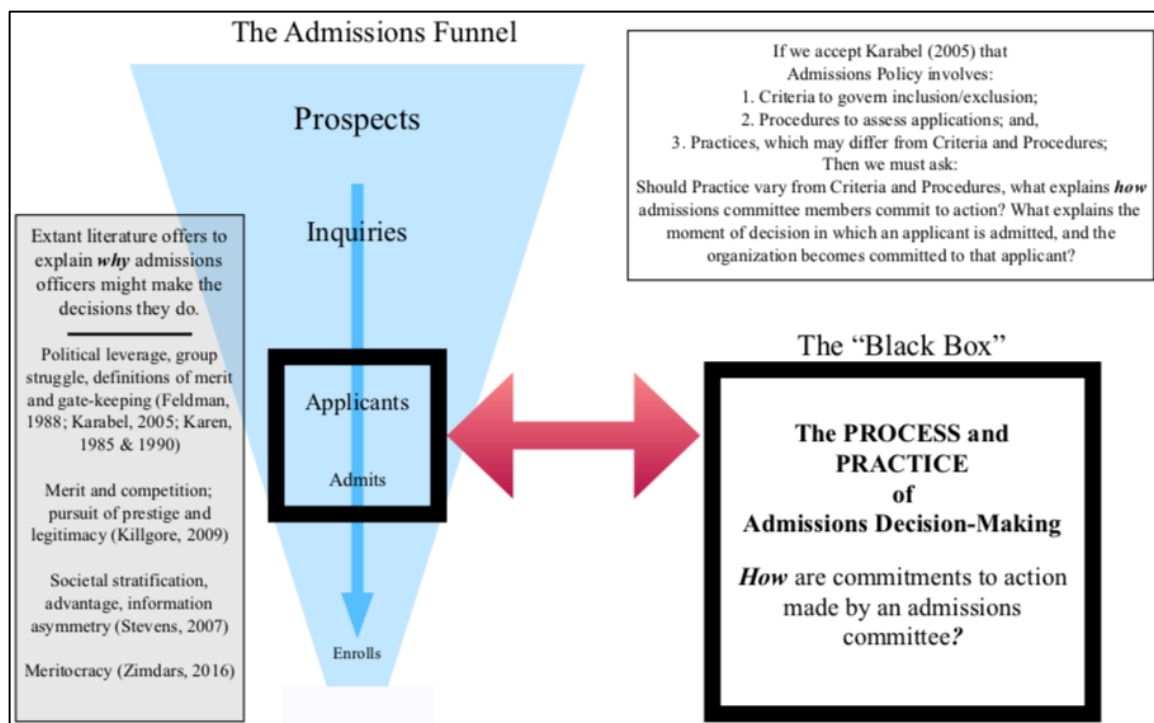 The Admissions Funnel
Prospects
Inquiries
Applicants
Admits
Enrolls
Extant literature offers to
explain why admissions
officers might make the
decisions they do.
Political leverage, group
struggle, definitions of merit
and gate-keeping (Feldman,
1988; Karabel, 2005; Karen,
1985 & 1990)
Merit and competition;
pursuit of prestige and
legitimacy (Killgore, 2009)
Societal stratification,
advantage, information
asymmetry (Stevens, 2007)
Meritocracy (Zimdars, 2016)
If we accept Karabel (2005) that
Admissions Policy involves:
1. Criteria to govern inclusion/exclusion;
2. Procedures to assess applications; and,
3. Practices, which may differ from Criteria and Procedures;
Then we must ask:
Should Practice vary from Criteria and Procedures, what explains how
admissions committee members commit to action? What explains the
moment of decision in which an applicant is admitted, and the
organization becomes committed to that applicant?
The “Black Box”
The PROCESS and
PRACTICE
of
Admissions Decision-Making
How are commitments to action
made by an admissions
committee?